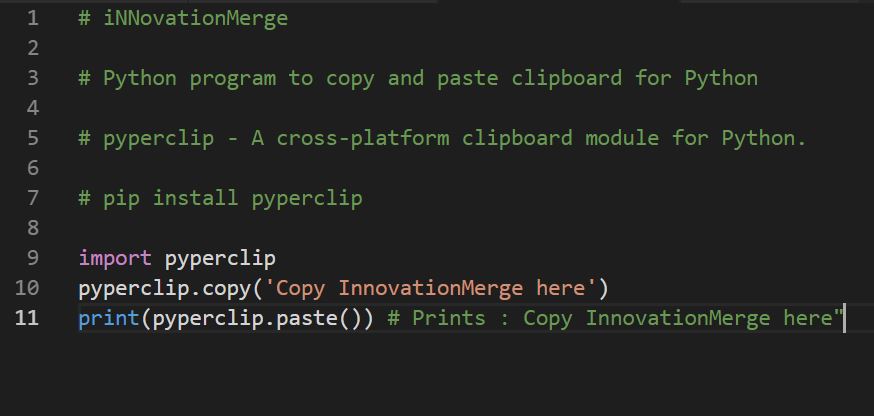 1 # iNNovationMerge
2
3 # Python program to copy and paste clipboard for Python
4
5 # pyperclip - A cross-platform clipboard module for Python.
6
7 # pip install pyperclip
8
9 import pyperclip
10 pyperclip.copy('Copy InnovationMerge here')
11 print(pyperclip.paste()) # Prints : Copy InnovationMerge here"